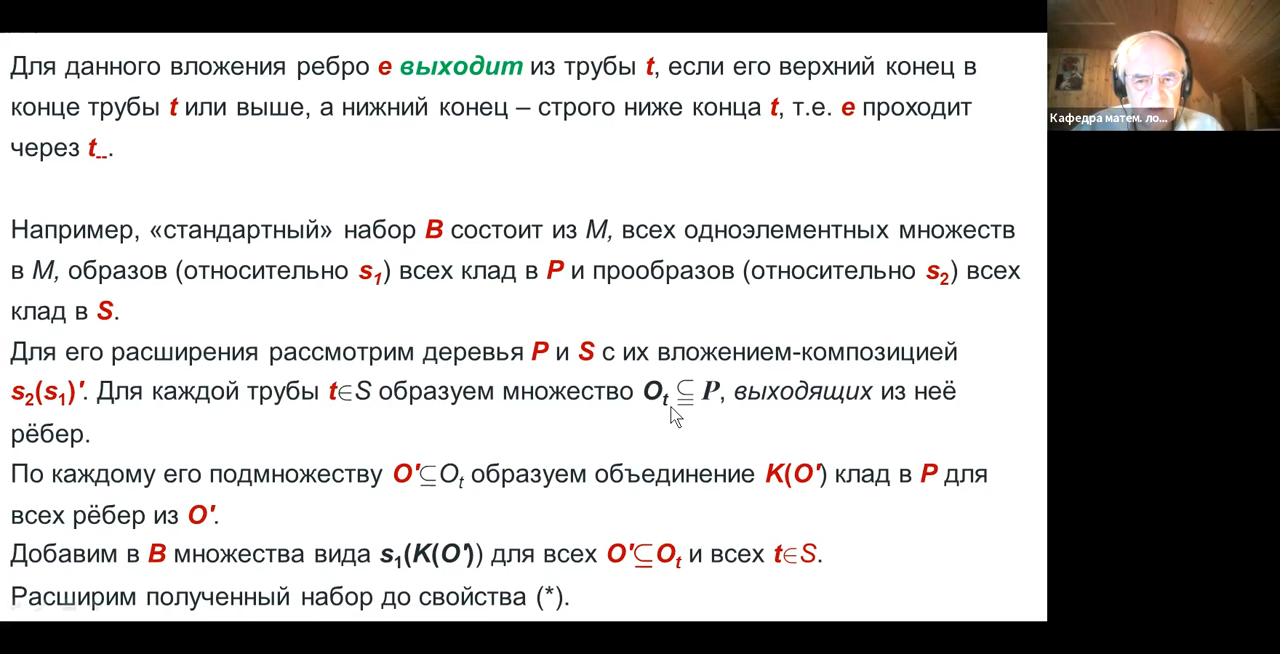 Для данного вложения ребро e выходит из трубы t, если его верхний конец в
конце трубы t или выше, а нижний конец – строго ниже конца t, т.е. e проходит
через t--.
Например, «стандартный» набор B состоит из M, всех одноэлементных множеств
в M, образов (относительно s1) всех клад в P и прообразов (относительно s2) всех
клад в S.
Для его расширения рассмотрим деревья P и S с их вложением-композицией
s2(s1)'. Для каждой трубы t∈S образуем множество Ot ⊆ P, выходящих из неё
рёбер.
По каждому его подмножеству O'⊆Ot образуем объединение K(O') клад в P для
всех рёбер из O'.
Добавим в B множества вида s1(K(O')) для всех O'⊆Ot и всех t∈S.
Расширим полученный набор до свойства (*).
Кафедра матем. ло...